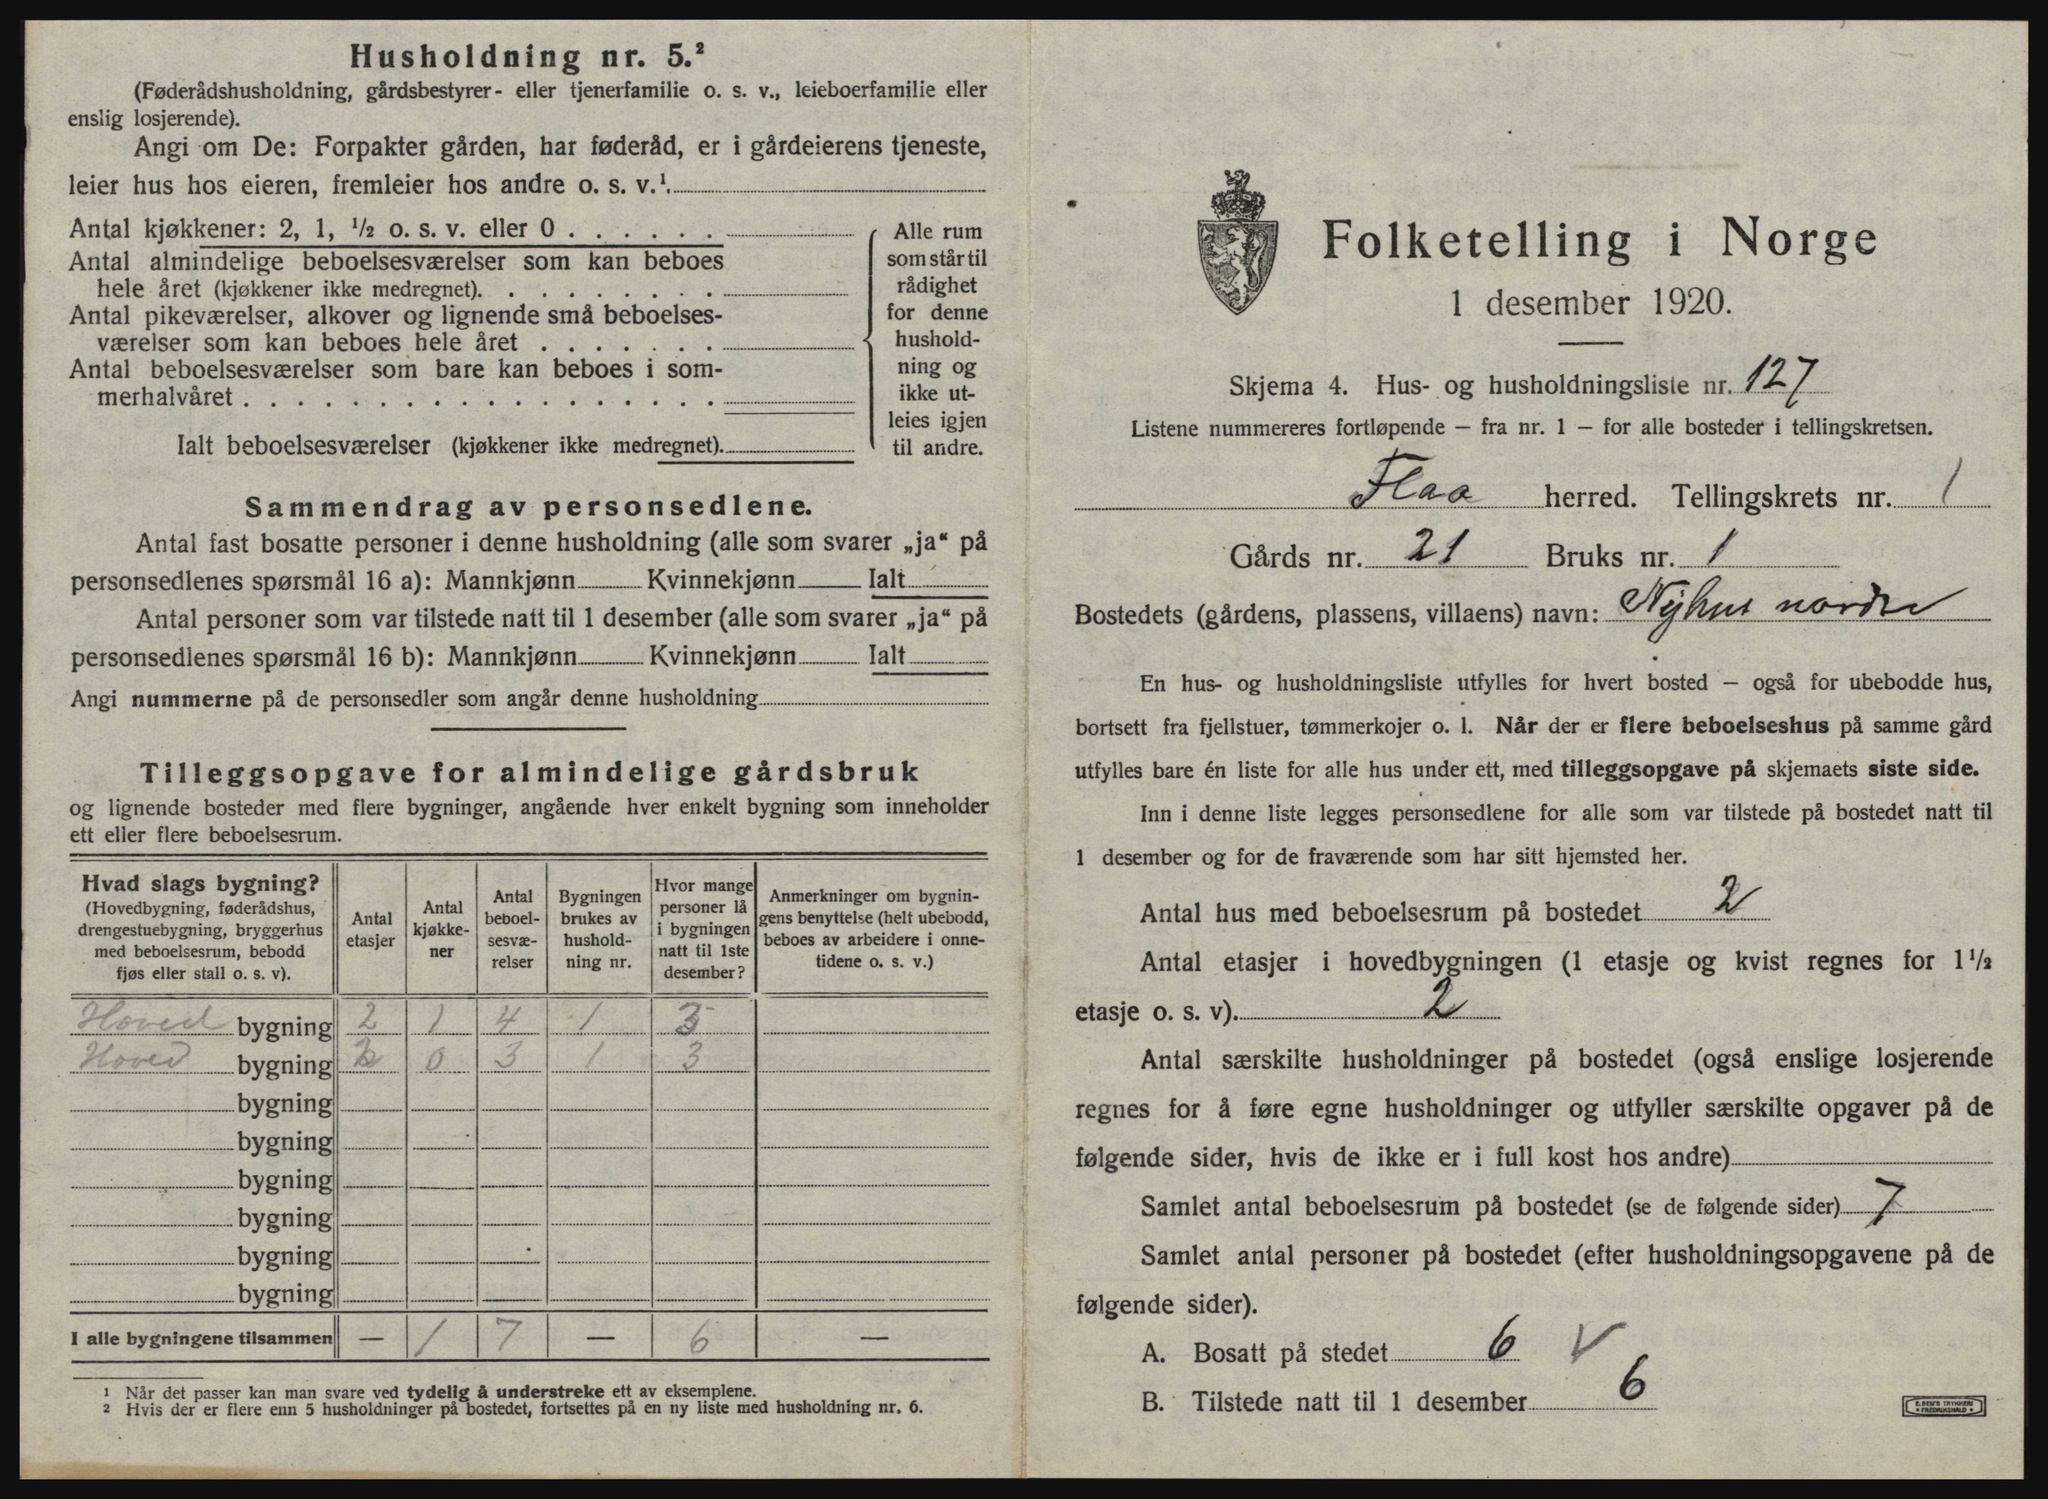 Husholdning nr. 5.²
(Føderådshusholdning, gårdsbestyrer- eller tjenerfamilie o. s. v., leieboerfamilie eller
enslig losjerende).
Angi om De: Forpakter gården, har føderåd, er i gårdeierens tjeneste,
leier hus hos eieren, fremleier hos andre o. s. v.¹.
Antal kjøkkener: 2, 1, ½ o. s. v. eller 0 . . . . . .
Antal almindelige beboelsesværelser som kan beboes
hele året (kjøkkener ikke medregnet). . . . . . . . .
Antal pikeværelser, alkover og lignende små beboelses-
værelser som kan beboes hele året . . . . . . .
Antal beboelsesværelser som bare kan beboes i som-
merhalvåret . . . . . . . . . . . . . . . . . .
Ialt beboelsesværelser (kjøkkener ikke medregnet).
Alle rum
som står til
rådighet
for denne
hushold-
ning og
ikke ut-
leies igjen
til andre.
Sammendrag av personsedlene.
Antal fast bosatte personer i denne husholdning (alle som svarer „ja“ på
personsedlenes spørsmål 16 a): Mannkjønn Kvinnekjønn Ialt
Antal personer som var tilstede natt til 1 desember (alle som svarer „ja“ på
personsedlenes spørsmål 16 b): Mannkjønn Kvinnekjønn Ialt
Angi nummerne på de personsedler som angår denne husholdning
Tilleggsopgave for almindelige gårdsbruk
og lignende bosteder med flere bygninger, angående hver enkelt bygning som inneholder
ett eller flere beboelsesrum.
Hvad slags bygning?
(Hovedbygning, føderådshus,
drengestuebygning, bryggerhus
med beboelsesrum, bebodd
fjøs eller stall o. s. v).
Antal
etasjer
Antal
kjøkke-
ner
Antal
beboel-
sesvæ-
relser
Bygningen
brukes av
hushold-
ning nr.
Hvor mange
personer lå
i bygningen
natt til 1ste
desember?
Anmerkninger om bygnin-
gens benyttelse (helt ubebodd,
beboes av arbeidere i onne-
tidene o. s. v.)
Hoved bygning 2 1 4 1 3
Hoved bygning 2 0 3 1 3
bygning
bygning
bygning
bygning
bygning
bygning
I alle bygningene tilsammen — 1 7 — 6 —
¹ Når det passer kan man svare ved tydelig å understreke ett av eksemplene.
² Hvis der er flere enn 5 husholdninger på bostedet, fortsettes på en ny liste med husholdning nr. 6.
Folketelling i Norge
1 desember 1920.
Skjema 4. Hus- og husholdningsliste nr. 127
Listene nummereres fortløpende — fra nr. 1 — for alle bosteder i tellingskretsen.
Flaa herred. Tellingskrets nr. 1
Gårds nr. 21 Bruks nr. 1
Bostedets (gårdens, plassens, villaens) navn: Nyhus nordre
En hus- og husholdningsliste utfylles for hvert bosted — også for ubebodde hus,
bortsett fra fjellstuer, tømmerkojer o. l. Når der er flere beboelseshus på samme gård
utfylles bare én liste for alle hus under ett, med tilleggsopgave på skjemaets siste side.
Inn i denne liste legges personsedlene for alle som var tilstede på bostedet natt til
1 desember og for de fraværende som har sitt hjemsted her.
Antal hus med beboelsesrum på bostedet 2
Antal etasjer i hovedbygningen (1 etasje og kvist regnes for 1½
etasje o. s. v). 2
Antal særskilte husholdninger på bostedet (også enslige losjerende
regnes for å føre egne husholdninger og utfyller særskilte opgaver på de
følgende sider, hvis de ikke er i full kost hos andre)
Samlet antal beboelsesrum på bostedet (se de følgende sider) 7
Samlet antal personer på bostedet (efter husholdningsopgavene på de
følgende sider).
A. Bosatt på stedet 6 V
B. Tilstede natt til 1 desember 6